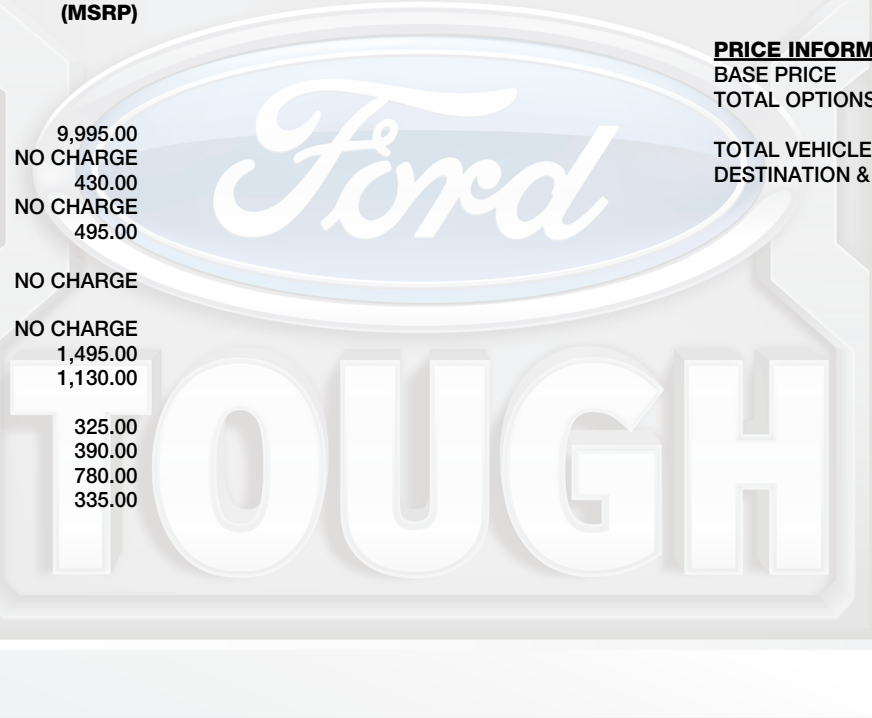 (MSRP)
9,995.00
NO CHARGE
430.00
NO CHARGE
495.00
NO CHARGE
NO CHARGE
1,495.00
1,130.00
325.00
390.00
780.00
335.00
PRICE INFORM
BASE PRICE
TOTAL OPTIONS
TOTAL VEHICLE
DESTINATION &
Ford
TOUGH